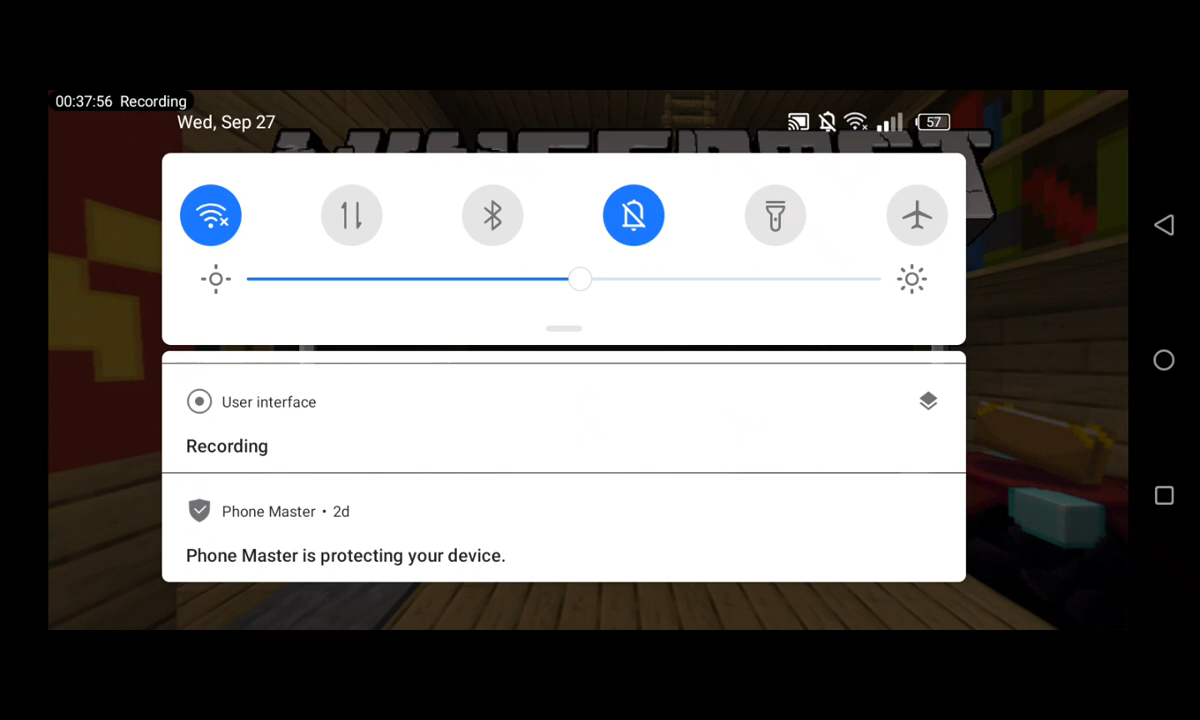 00:37:56 Recording
Wed, Sep 27
57
User interface
Recording
Phone Master • 2d
Phone Master is protecting your device.